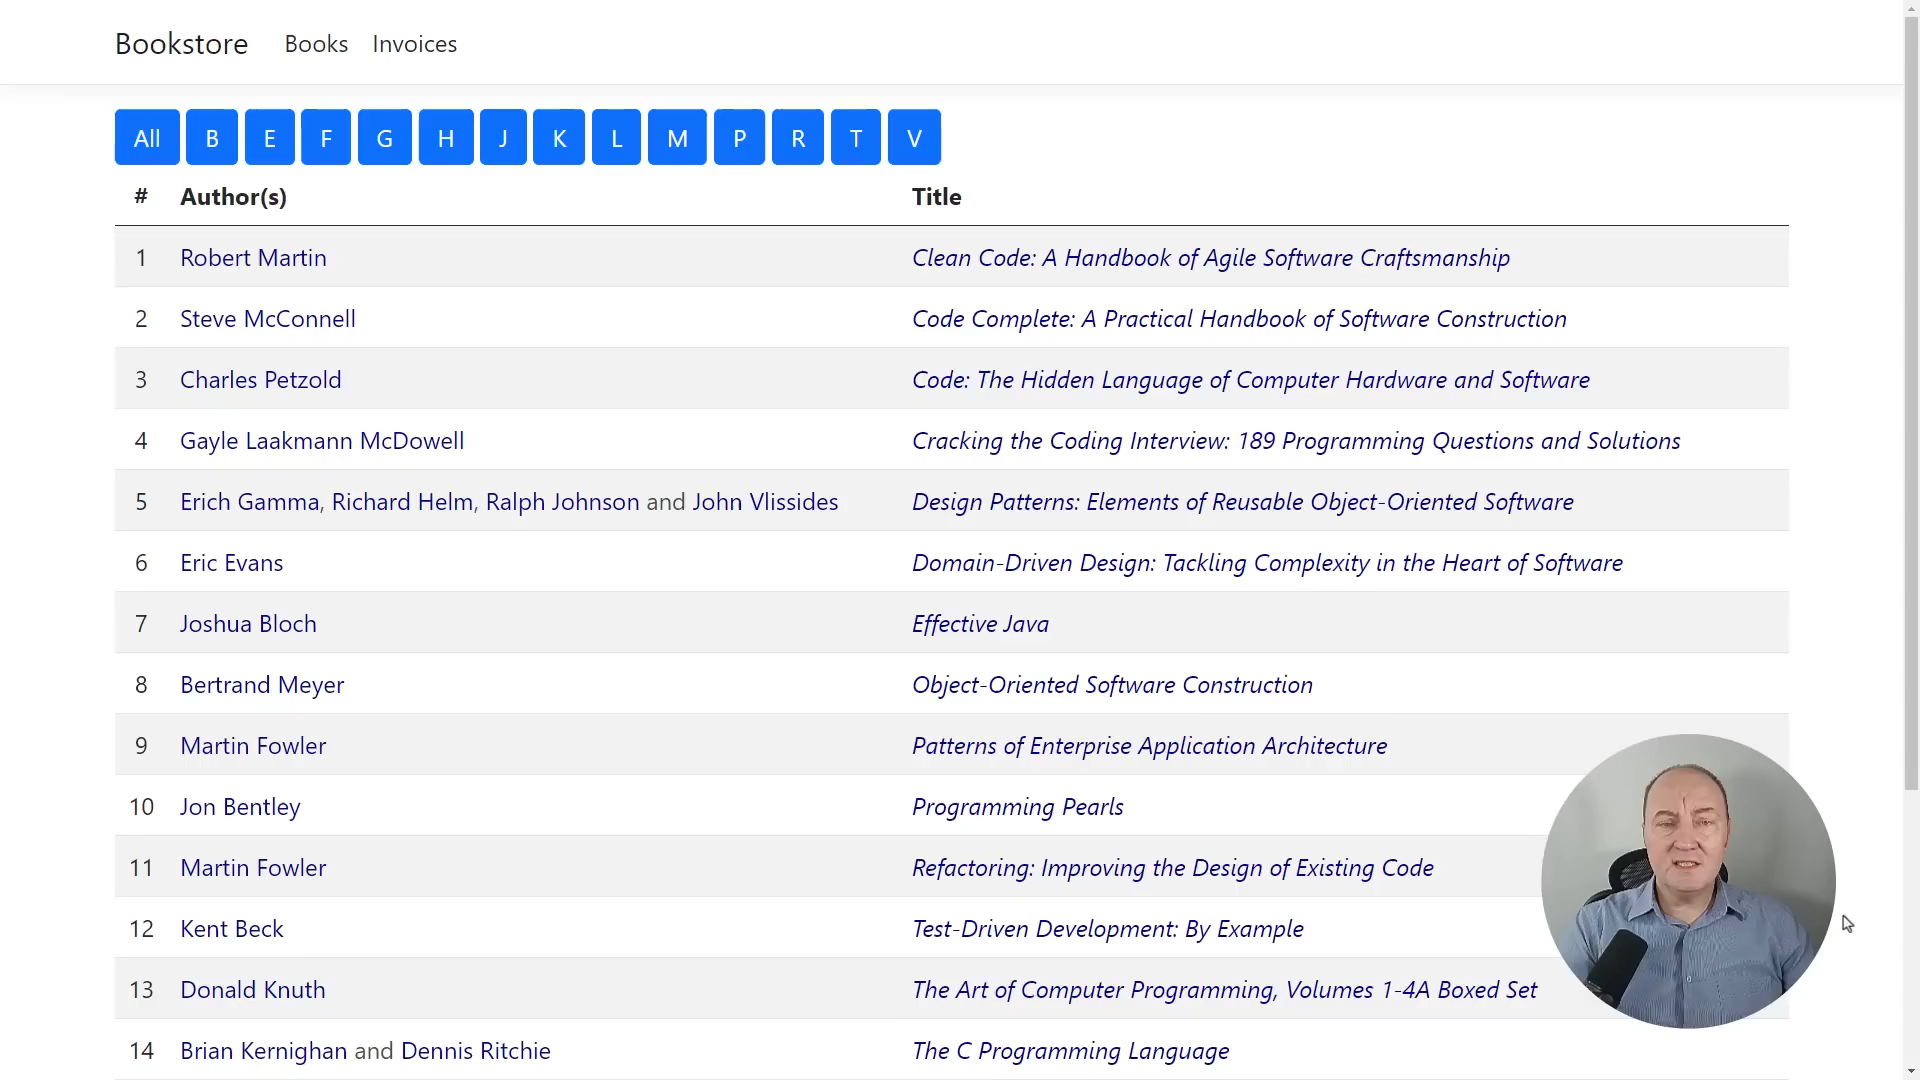 Bookstore Books Invoices
All B E F G H J K L M P R T V
# Author(s) Title
1 Robert Martin Clean Code: A Handbook of Agile Software Craftsmanship
2 Steve McConnell Code Complete: A Practical Handbook of Software Construction
3 Charles Petzold Code: The Hidden Language of Computer Hardware and Software
4 Gayle Laakmann McDowell Cracking the Coding Interview: 189 Programming Questions and Solutions
5 Erich Gamma, Richard Helm, Ralph Johnson and John Vlissides Design Patterns: Elements of Reusable Object-Oriented Software
6 Eric Evans Domain-Driven Design: Tackling Complexity in the Heart of Software
7 Joshua Bloch Effective Java
8 Bertrand Meyer Object-Oriented Software Construction
9 Martin Fowler Patterns of Enterprise Application Architecture
10 Jon Bentley Programming Pearls
11 Martin Fowler Refactoring: Improving the Design of Existing Code
12 Kent Beck Test-Driven Development: By Example
13 Donald Knuth The Art of Computer Programming, Volumes 1-4A Boxed Set
14 Brian Kernighan and Dennis Ritchie The C Programming Language